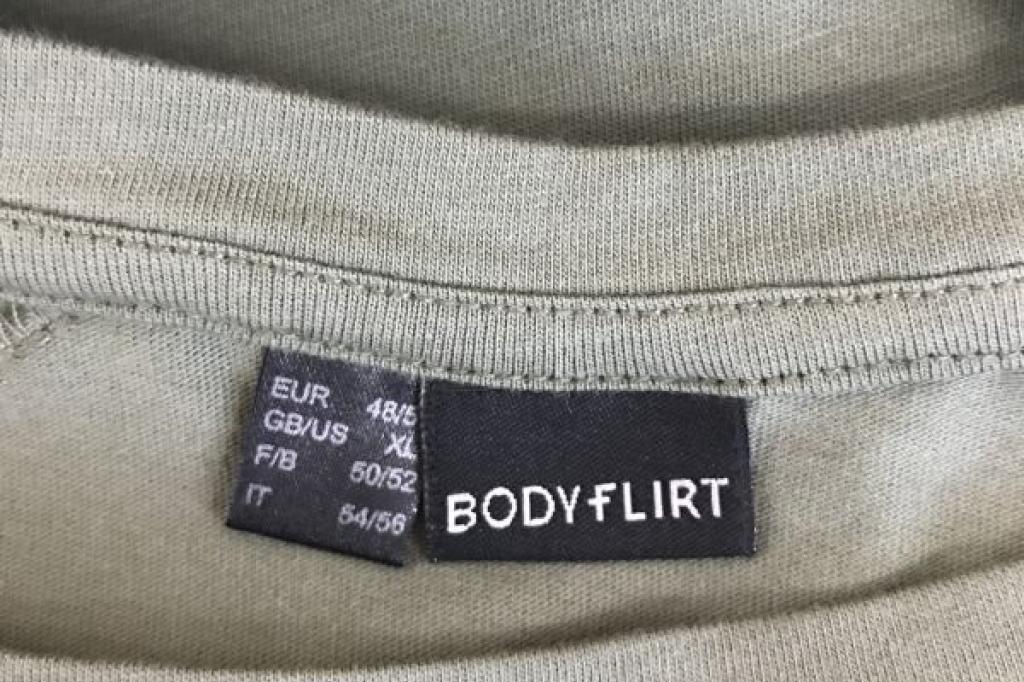 EUR 48/5
GB/US XL
F/B 50/52
IT 54/56
BODYFLIRT